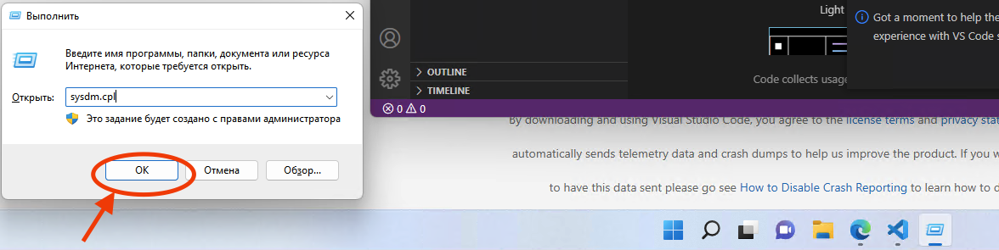 Выполнить
Введите имя программы, папки, документа или ресурса
Интернета, которые требуется открыть.
Открыть:
sysdm.cpl
Это задание будет создано с правами администратора
ОК
Отмена
Обзор...
Light
Got a moment to help the
experience with VS Code s
OUTLINE
Code collects usage
TIMELINE
0 0
By downloading and using Visual Studio Code, you agree to the license terms and privacy stat
automatically sends telemetry data and crash dumps to help us improve the product. If you w
to have this data sent please go see How to Disable Crash Reporting to learn how to d